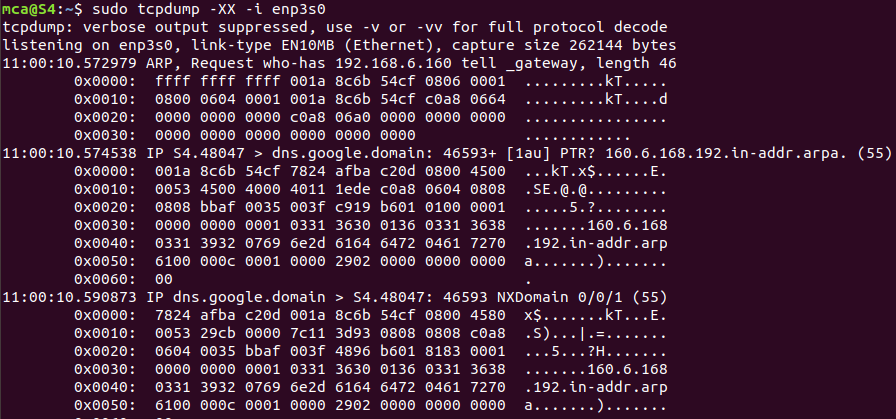 mca@S4:~$ sudo tcpdump -XX -i enp3s0
tcpdump: verbose output suppressed, use -v or -vv for full protocol decode
listening on enp3s0, link-type EN10MB (Ethernet), capture size 262144 bytes
11:00:10.572979 ARP, Request who-has 192.168.6.160 tell _gateway, length 46
0x0000:  ffff ffff ffff 001a 8c6b 54cf 0806 0001  .........kT.....
0x0010:  0800 0604 0001 001a 8c6b 54cf c0a8 0664  .........kT....d
0x0020:  0000 0000 0000 c0a8 06a0 0000 0000 0000  ................
0x0030:  0000 0000 0000 0000 0000 0000            ............
11:00:10.574538 IP S4.48047 > dns.google.domain: 46593+ [1au] PTR? 160.6.168.192.in-addr.arpa. (55)
0x0000:  001a 8c6b 54cf 7824 afba c20d 0800 4500  ...kT.x$......E.
0x0010:  0053 4500 4000 4011 1ede c0a8 0604 0808  .SE.@.@.........
0x0020:  0808 bbaf 0035 003f c919 b601 0100 0001  .....5.?........
0x0030:  0000 0000 0001 0331 3630 0136 0331 3638  .......160.6.168
0x0040:  0331 3932 0769 6e2d 6164 6472 0461 7270  .192.in-addr.arp
0x0050:  6100 000c 0001 0000 2902 0000 0000 0000  a.......).......
0x0060:  00                                       .
11:00:10.590873 IP dns.google.domain > S4.48047: 46593 NXDomain 0/0/1 (55)
0x0000:  7824 afba c20d 001a 8c6b 54cf 0800 4580  x$.......kT...E.
0x0010:  0053 29cb 0000 7c11 3d93 0808 0808 c0a8  .S)...|.=.......
0x0020:  0604 0035 bbaf 003f 4896 b601 8183 0001  ...5...?H.......
0x0030:  0000 0000 0001 0331 3630 0136 0331 3638  .......160.6.168
0x0040:  0331 3932 0769 6e2d 6164 6472 0461 7270  .192.in-addr.arp
0x0050:  6100 000c 0001 0000 2902 0000 0000 0000  a.......).......